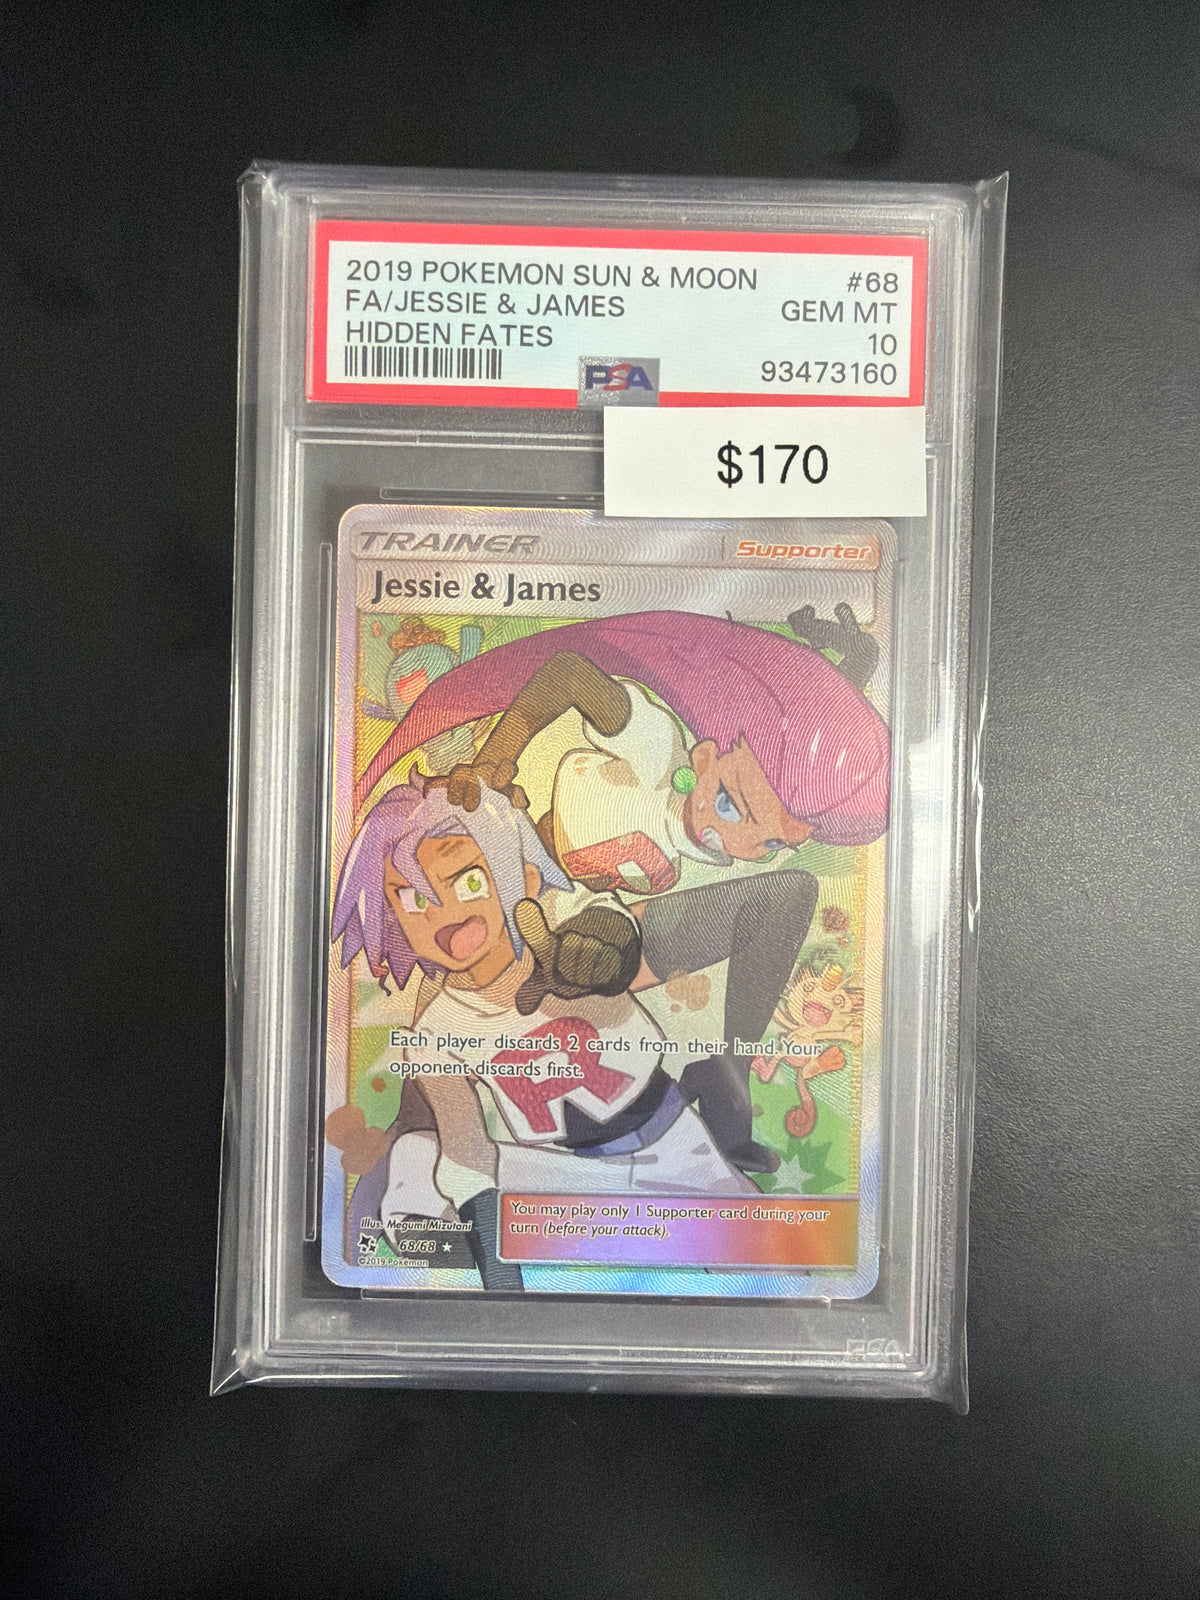 2019 POKEMON SUN & MOON #68
FA/JESSIE & JAMES GEM MT
HIDDEN FATES 10
PSA 93473160
$170
TRAINER Supporter
Jessie & James
Each player discards 2 cards from their hand. Your
opponent discards first.
You may play only 1 Supporter card during your
turn (before your attack).
Illus. Megumi Mizutani
68/68
©2019 Pokémon
PSA